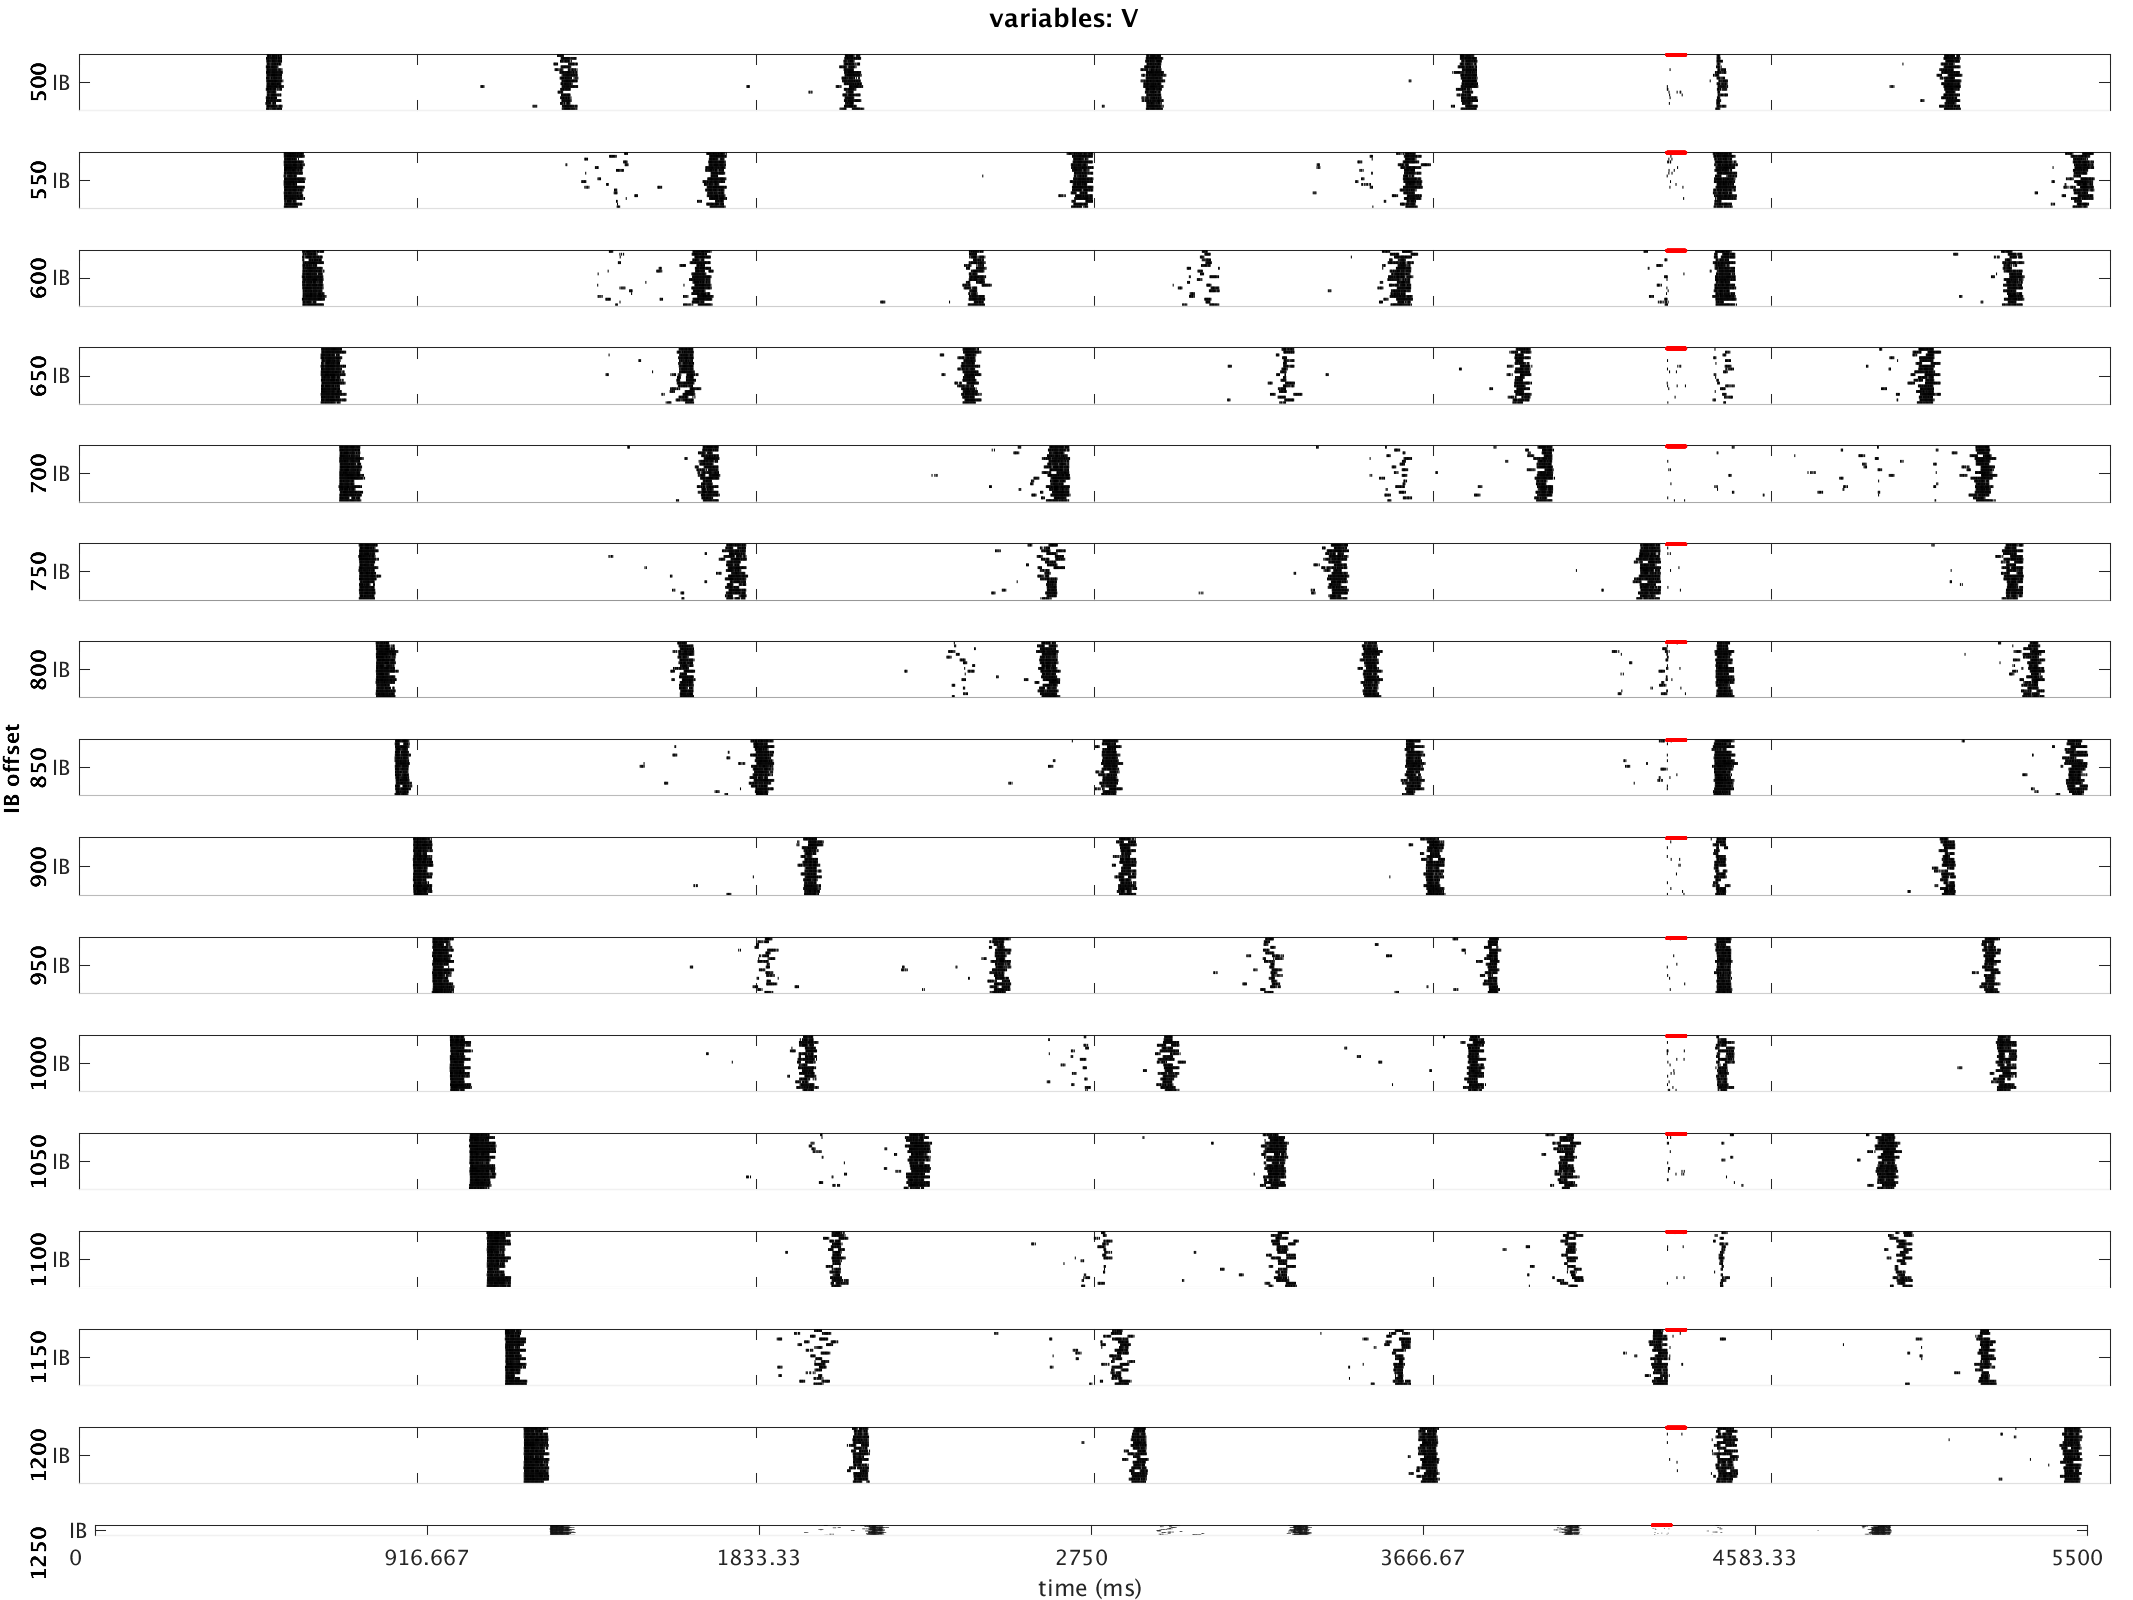 variables: V
IB offset
500 IB
550 IB
600 IB
650 IB
700 IB
750 IB
800 IB
850 IB
900 IB
950 IB
1000 IB
1050 IB
1100 IB
1150 IB
1200 IB
1250 IB
0 916.667 1833.33 2750 3666.67 4583.33 5500
time (ms)